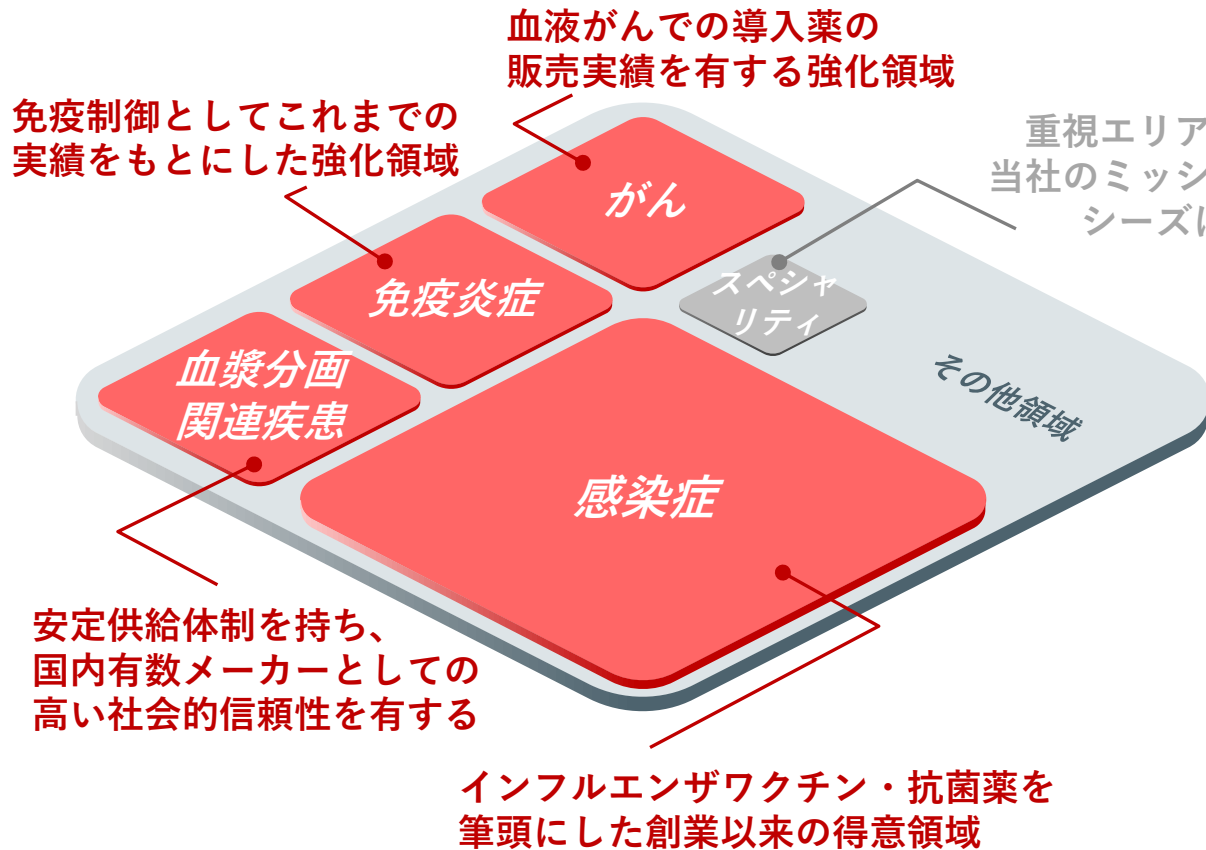 血液がんでの導入薬の
販売実績を有する強化領域
免疫制御としてこれまでの
実績をもとにした強化領域
重視エリア
当社のミッシ
シーズに
がん
免疫炎症
スペシャ
リティ
血漿分画
関連疾患
その他領域
感染症
安定供給体制を持ち、
国内有数メーカーとしての
高い社会的信頼性を有する
インフルエンザワクチン・抗菌薬を
筆頭にした創業以来の得意領域